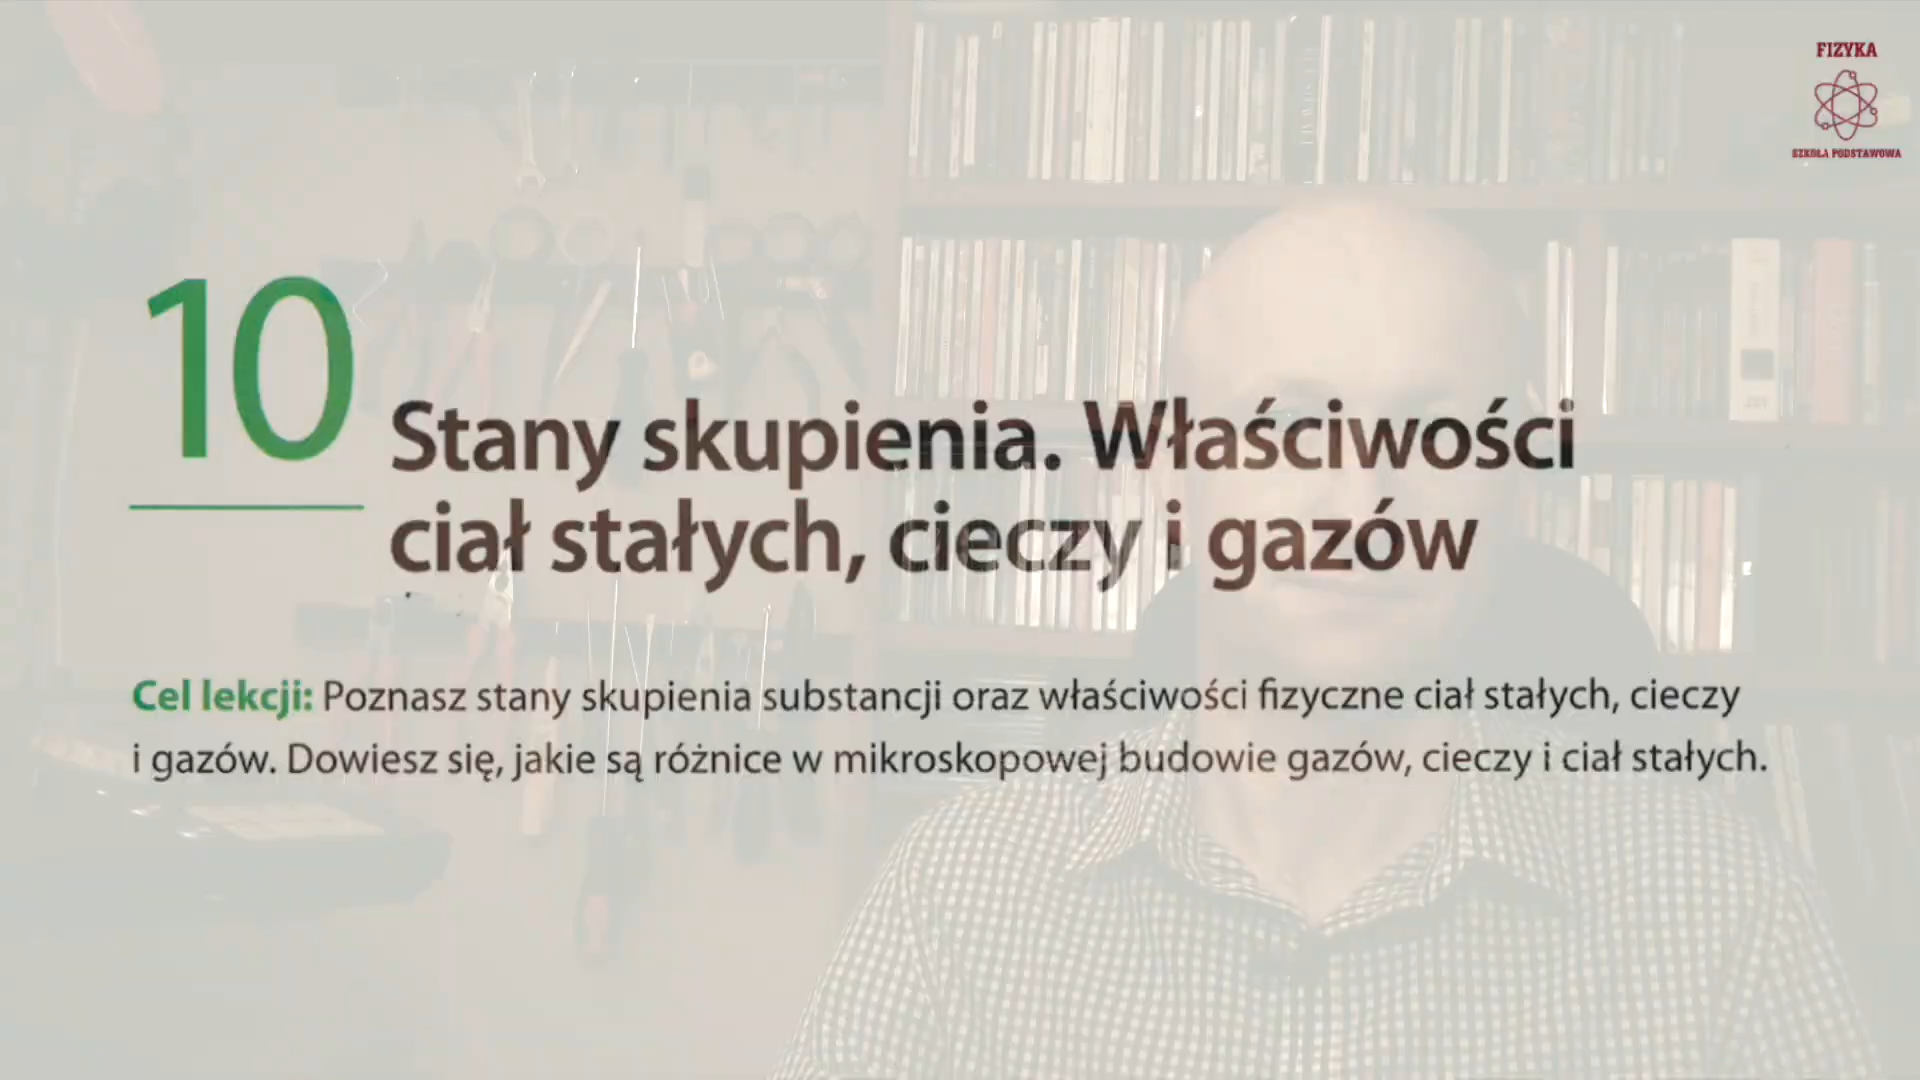 FIZYKA
SZKOŁA PODSTAWOWA
10
Stany skupienia. Właściwości
ciał stałych, cieczy i gazów
Cel lekcji: Poznasz stany skupienia substancji oraz właściwości fizyczne ciał stałych, cieczy
i gazów. Dowiesz się, jakie są różnice w mikroskopowej budowie gazów, cieczy i ciał stałych.